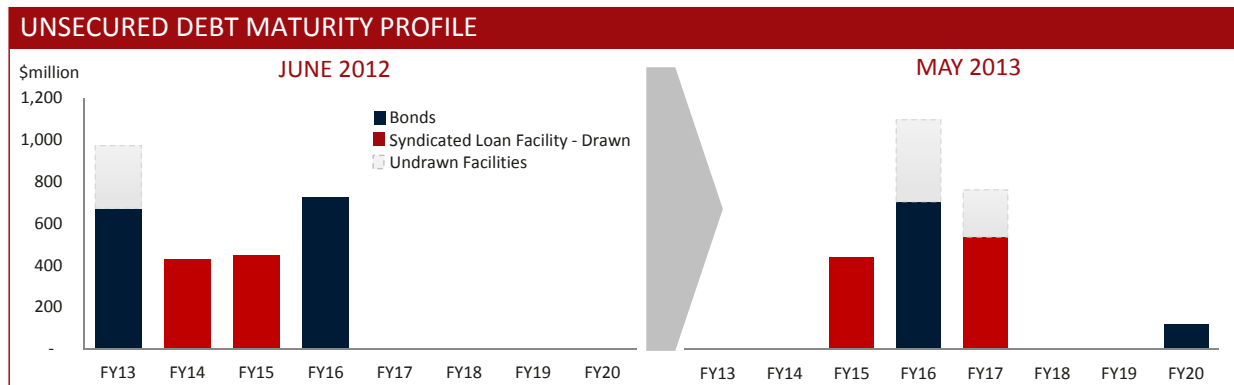 UNSECURED DEBT MATURITY PROFILE
$million
JUNE 2012
MAY 2013
1,200
1,000
800
600
400
200
-
Bonds
Syndicated Loan Facility - Drawn
Undrawn Facilities
FY13 FY14 FY15 FY16 FY17 FY18 FY19 FY20
FY13 FY14 FY15 FY16 FY17 FY18 FY19 FY20